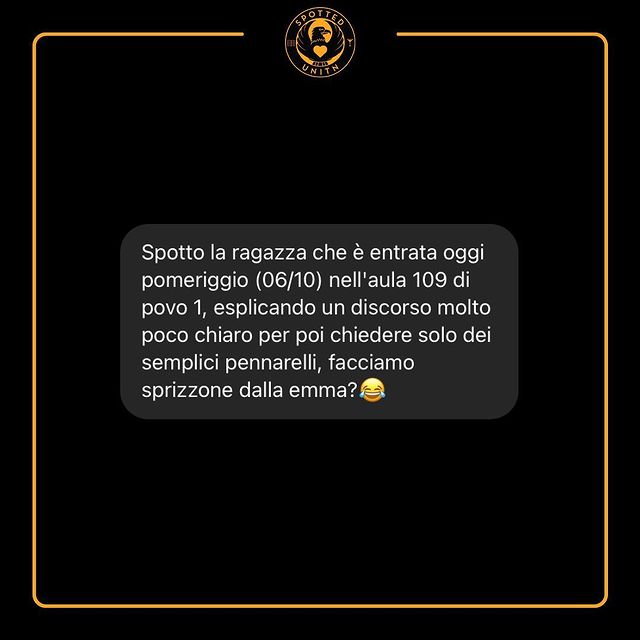 SPOTTED
UNITN
Spotto la ragazza che è entrata oggi
pomeriggio (06/10) nell'aula 109 di
povo 1, esplicando un discorso molto
poco chiaro per poi chiedere solo dei
semplici pennarelli, facciamo
sprizzone dalla emma?😂